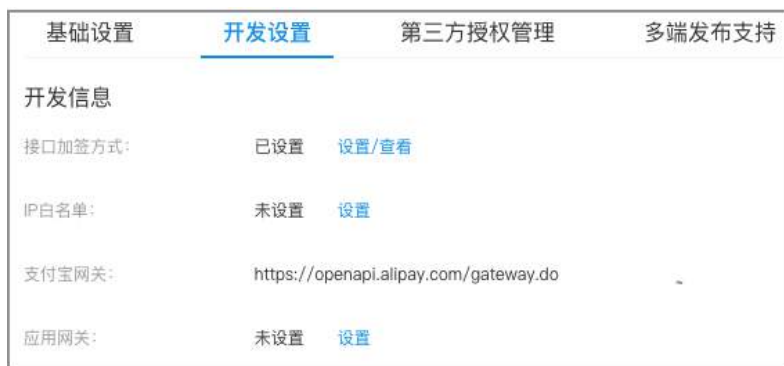 基础设置 开发设置 第三方授权管理 多端发布支持
开发信息
接口加签方式: 已设置 设置/查看
IP白名单: 未设置 设置
支付宝网关: https://openapi.alipay.com/gateway.do
应用网关: 未设置 设置